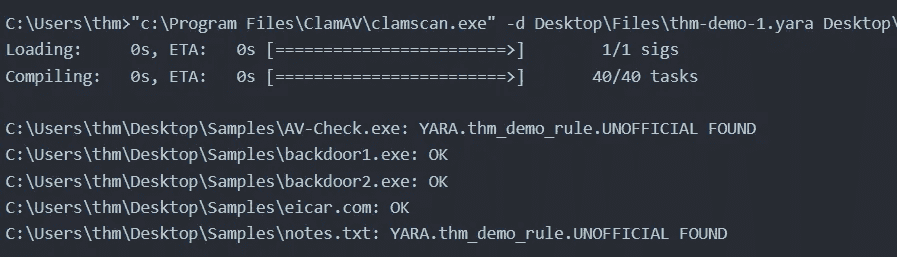 C:\Users\thm>"c:\Program Files\ClamAV\clamscan.exe" -d Desktop\Files\thm-demo-1.yara Desktop\
Loading:    0s, ETA:   0s [========================>]        1/1 sigs
Compiling:  0s, ETA:   0s [========================>]       40/40 tasks
C:\Users\thm\Desktop\Samples\AV-Check.exe: YARA.thm_demo_rule.UNOFFICIAL FOUND
C:\Users\thm\Desktop\Samples\backdoor1.exe: OK
C:\Users\thm\Desktop\Samples\backdoor2.exe: OK
C:\Users\thm\Desktop\Samples\eicar.com: OK
C:\Users\thm\Desktop\Samples\notes.txt: YARA.thm_demo_rule.UNOFFICIAL FOUND